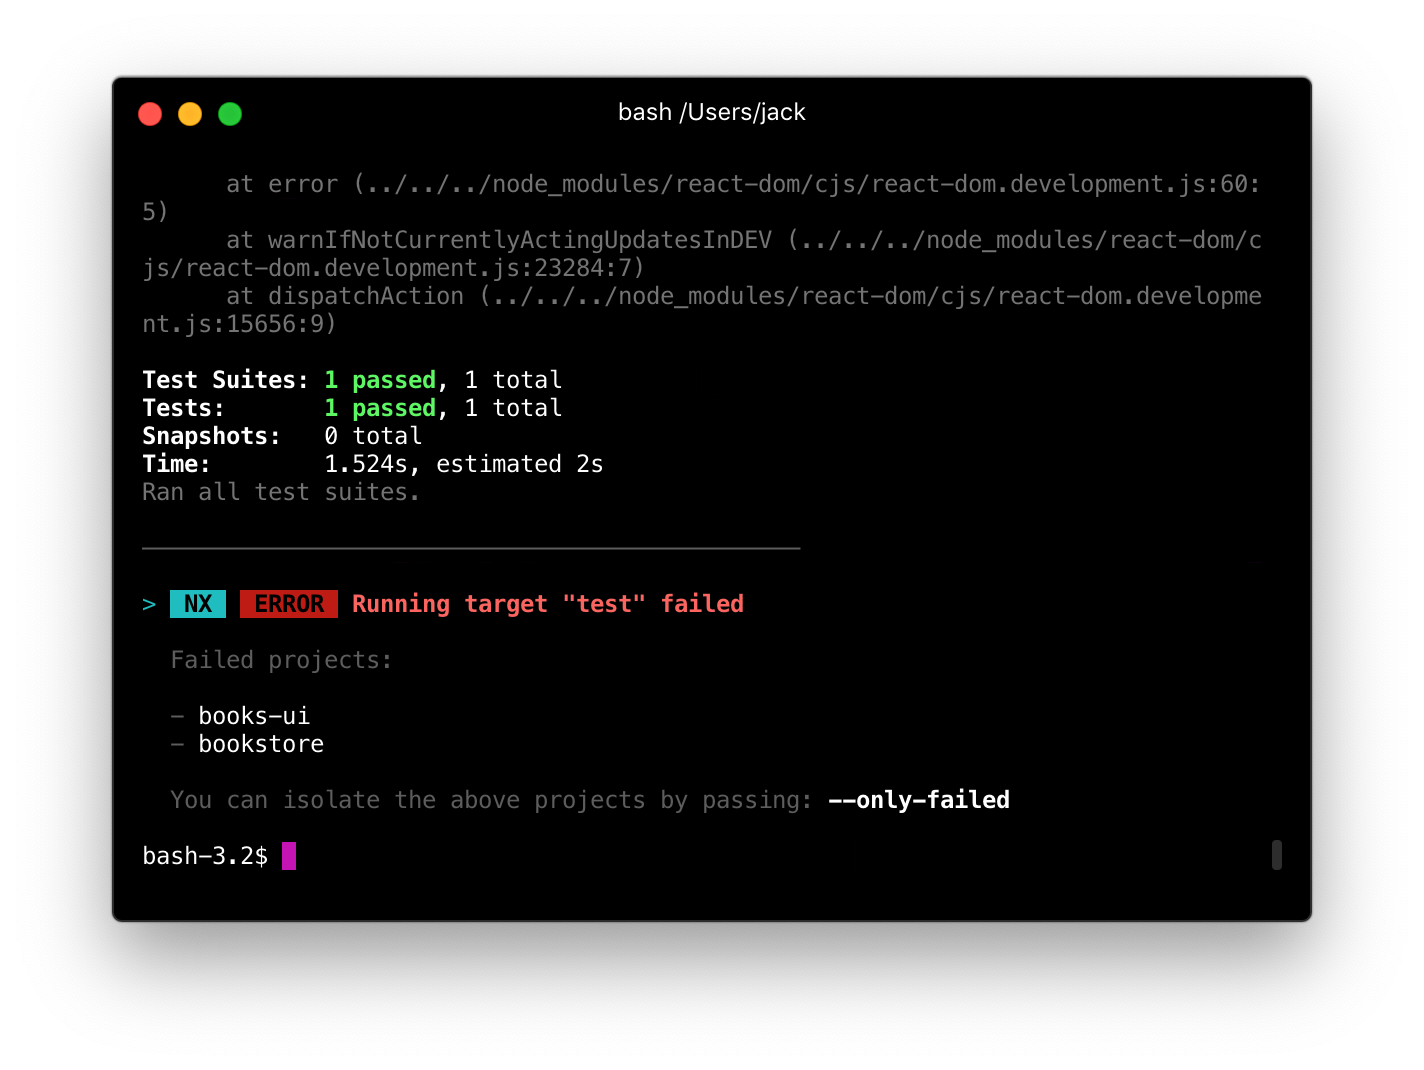 bash /Users/jack
      at error (../../../node_modules/react-dom/cjs/react-dom.development.js:60:
5)
      at warnIfNotCurrentlyActingUpdatesInDEV (../../../node_modules/react-dom/c
js/react-dom.development.js:23284:7)
      at dispatchAction (../../../node_modules/react-dom/cjs/react-dom.developme
nt.js:15656:9)
Test Suites: 1 passed, 1 total
Tests:       1 passed, 1 total
Snapshots:   0 total
Time:        1.524s, estimated 2s
Ran all test suites.
> NX ERROR Running target "test" failed
  Failed projects:
  - books-ui
  - bookstore
  You can isolate the above projects by passing: --only-failed
bash-3.2$